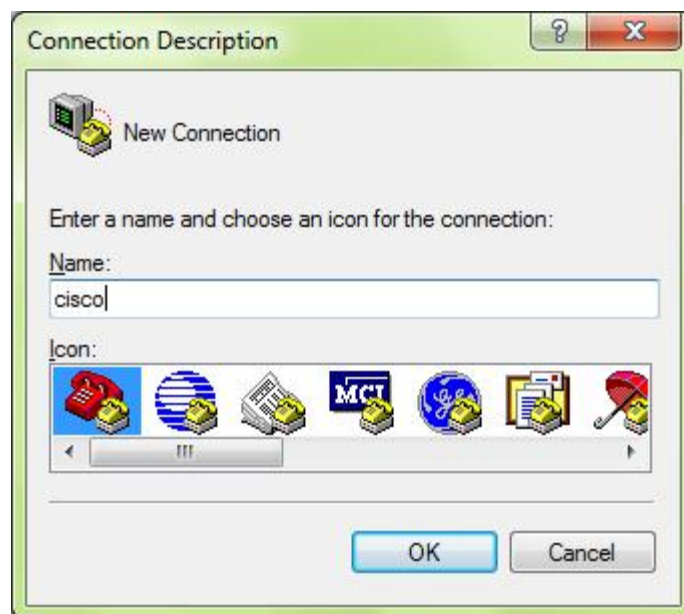 Connection Description
New Connection
Enter a name and choose an icon for the connection:
Name:
cisco
Icon:
MCI
OK
Cancel